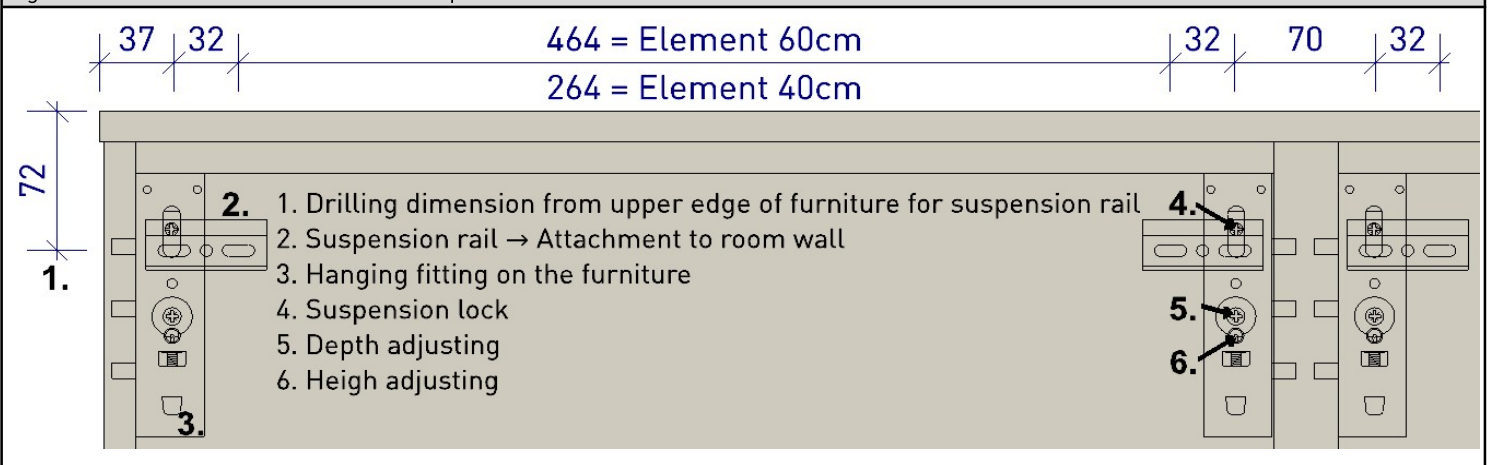 37 32 464 = Element 60cm 32 70 32
264 = Element 40cm
72
2. 1. Drilling dimension from upper edge of furniture for suspension rail 4.
2. Suspension rail → Attachment to room wall
1. 3. Hanging fitting on the furniture
4. Suspension lock 5.
5. Depth adjusting
6. Heigh adjusting 6.
3.